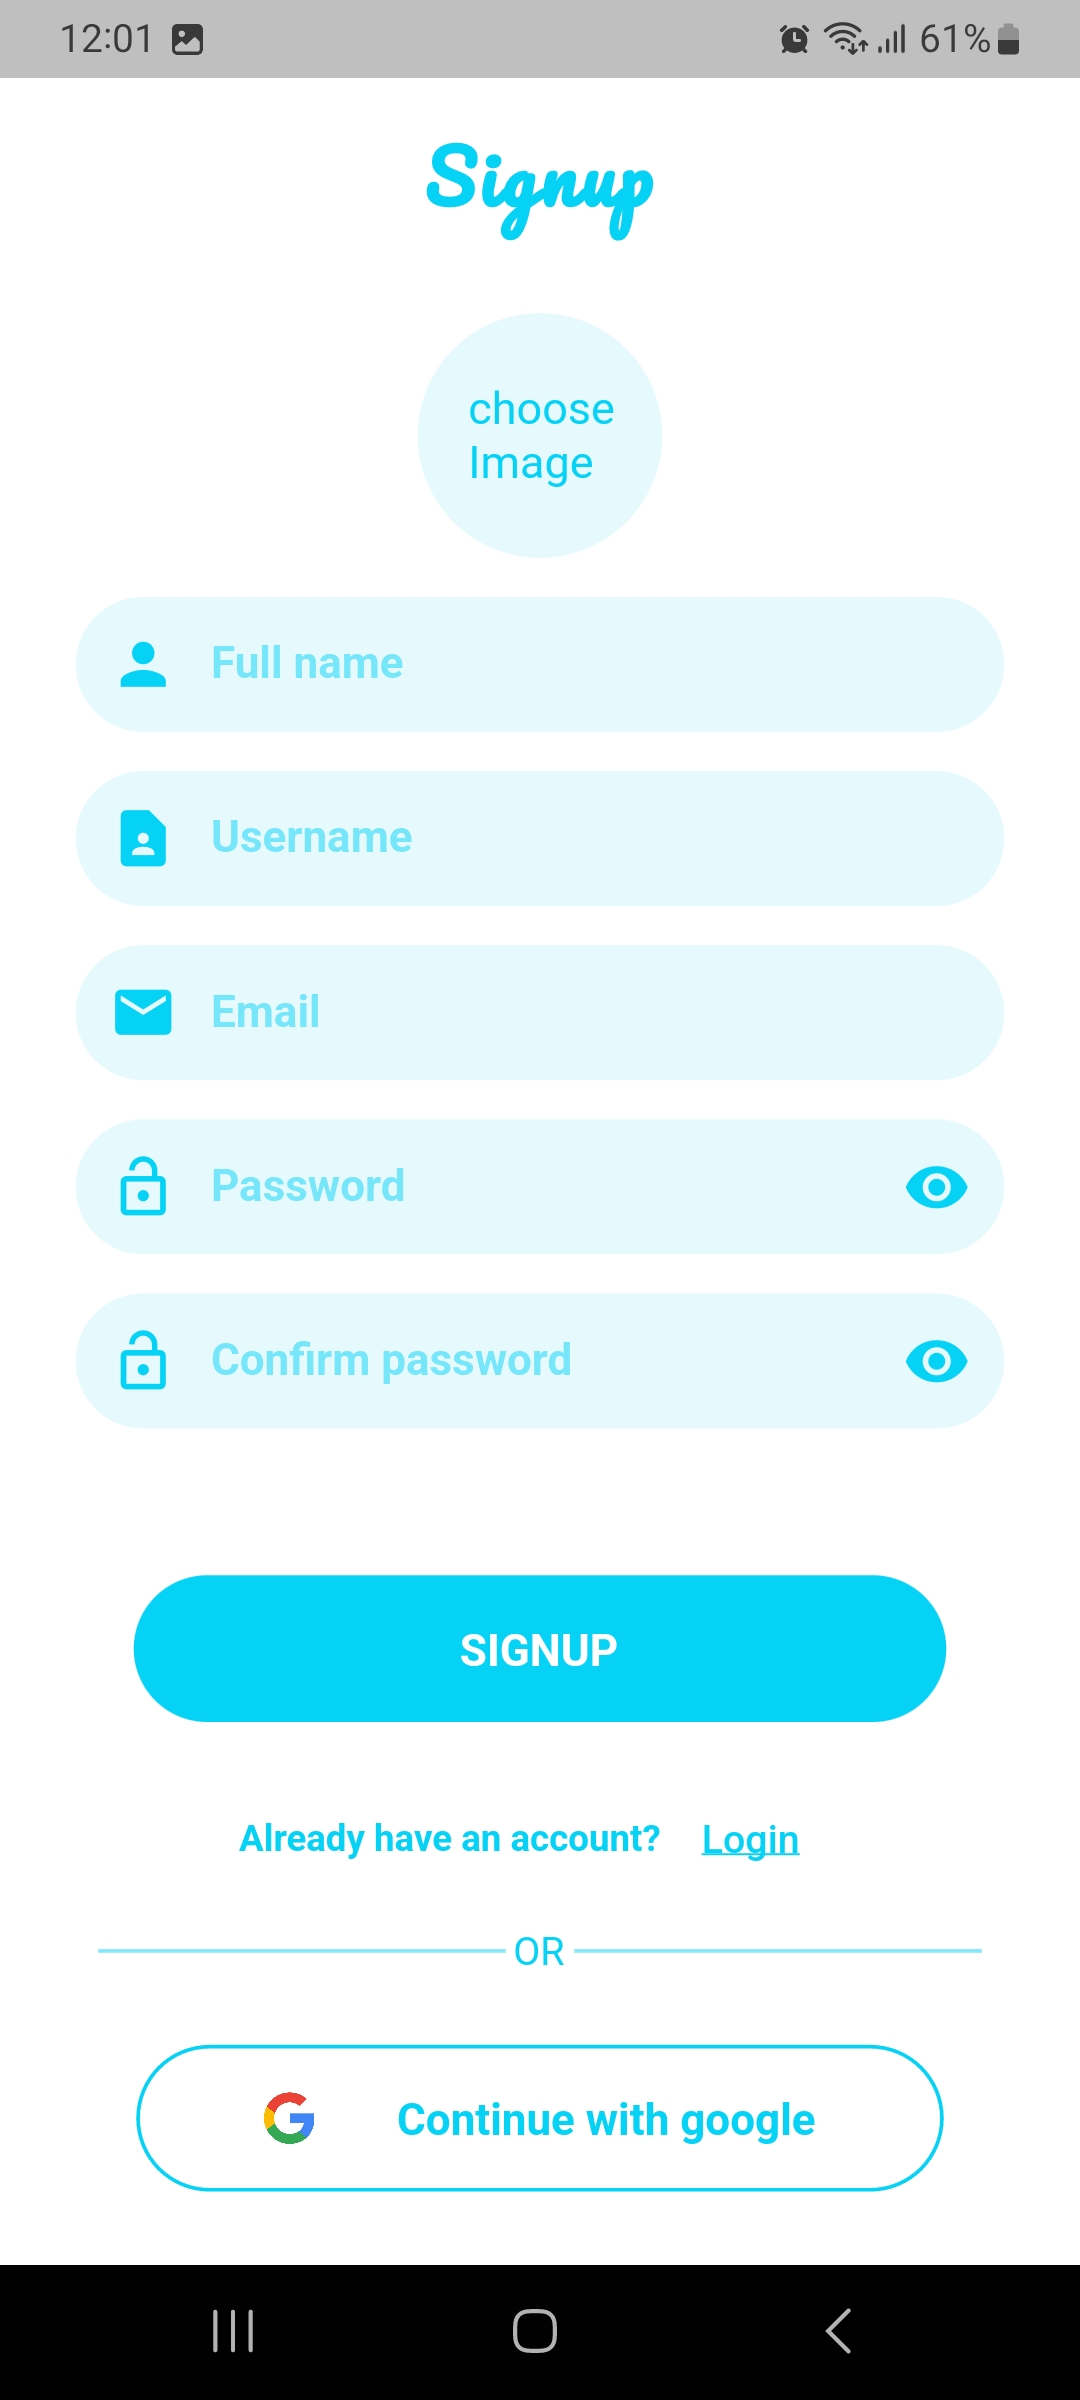 12:01 61%
Signup
choose
Image
Full name
Username
Email
Password
Confirm password
SIGNUP
Already have an account? Login
OR
Continue with google